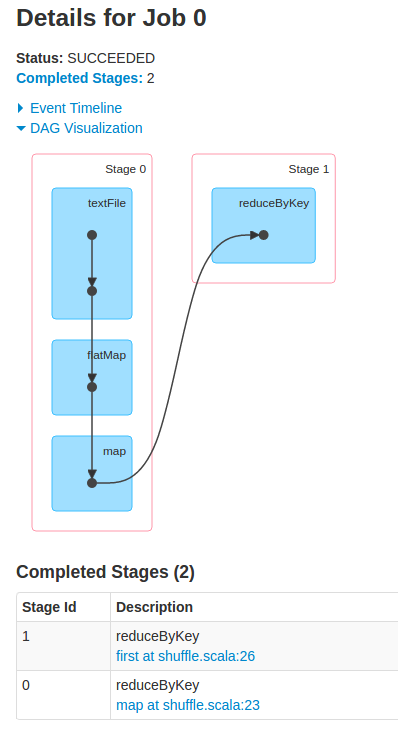 Details for Job 0
Status: SUCCEEDED
Completed Stages: 2
Event Timeline
DAG Visualization
Stage 0
Stage 1
textFile
reduceByKey
flatMap
map
Completed Stages (2)
Stage Id Description
1 reduceByKey
first at shuffle.scala:26
0 reduceByKey
map at shuffle.scala:23